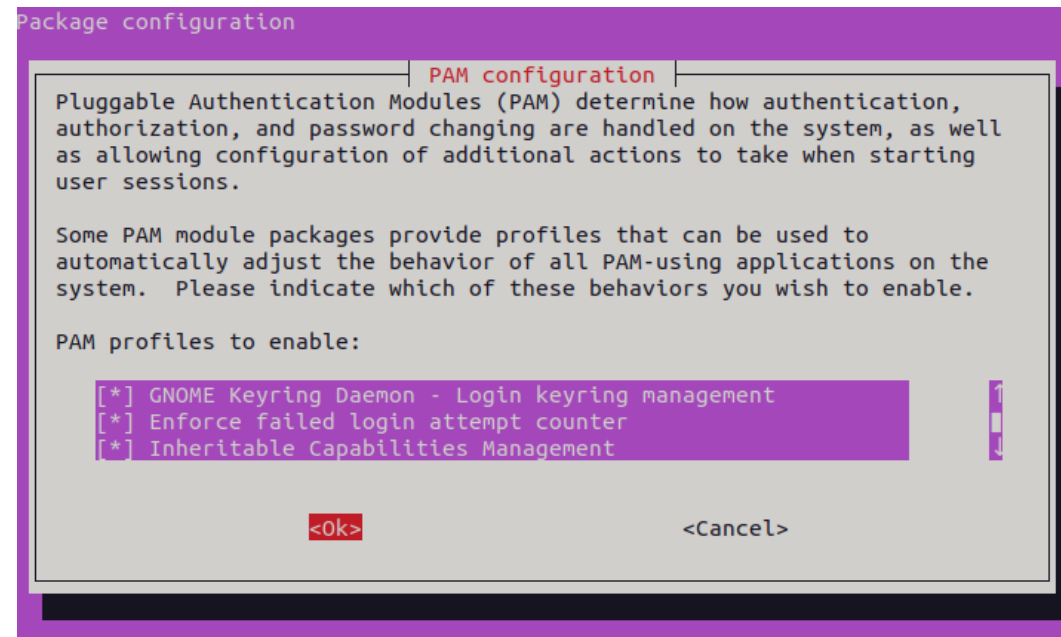 Package configuration
PAM configuration
Pluggable Authentication Modules (PAM) determine how authentication,
authorization, and password changing are handled on the system, as well
as allowing configuration of additional actions to take when starting
user sessions.
Some PAM module packages provide profiles that can be used to
automatically adjust the behavior of all PAM-using applications on the
system.  Please indicate which of these behaviors you wish to enable.
PAM profiles to enable:
[*] GNOME Keyring Daemon - Login keyring management
[*] Enforce failed login attempt counter
[*] Inheritable Capabilities Management
<Ok> <Cancel>